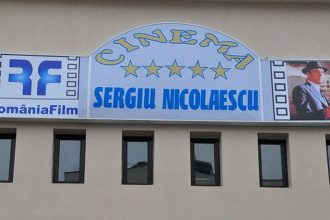 CINEMA
RF
RomâniaFilm
SERGIU NICOLAESCU